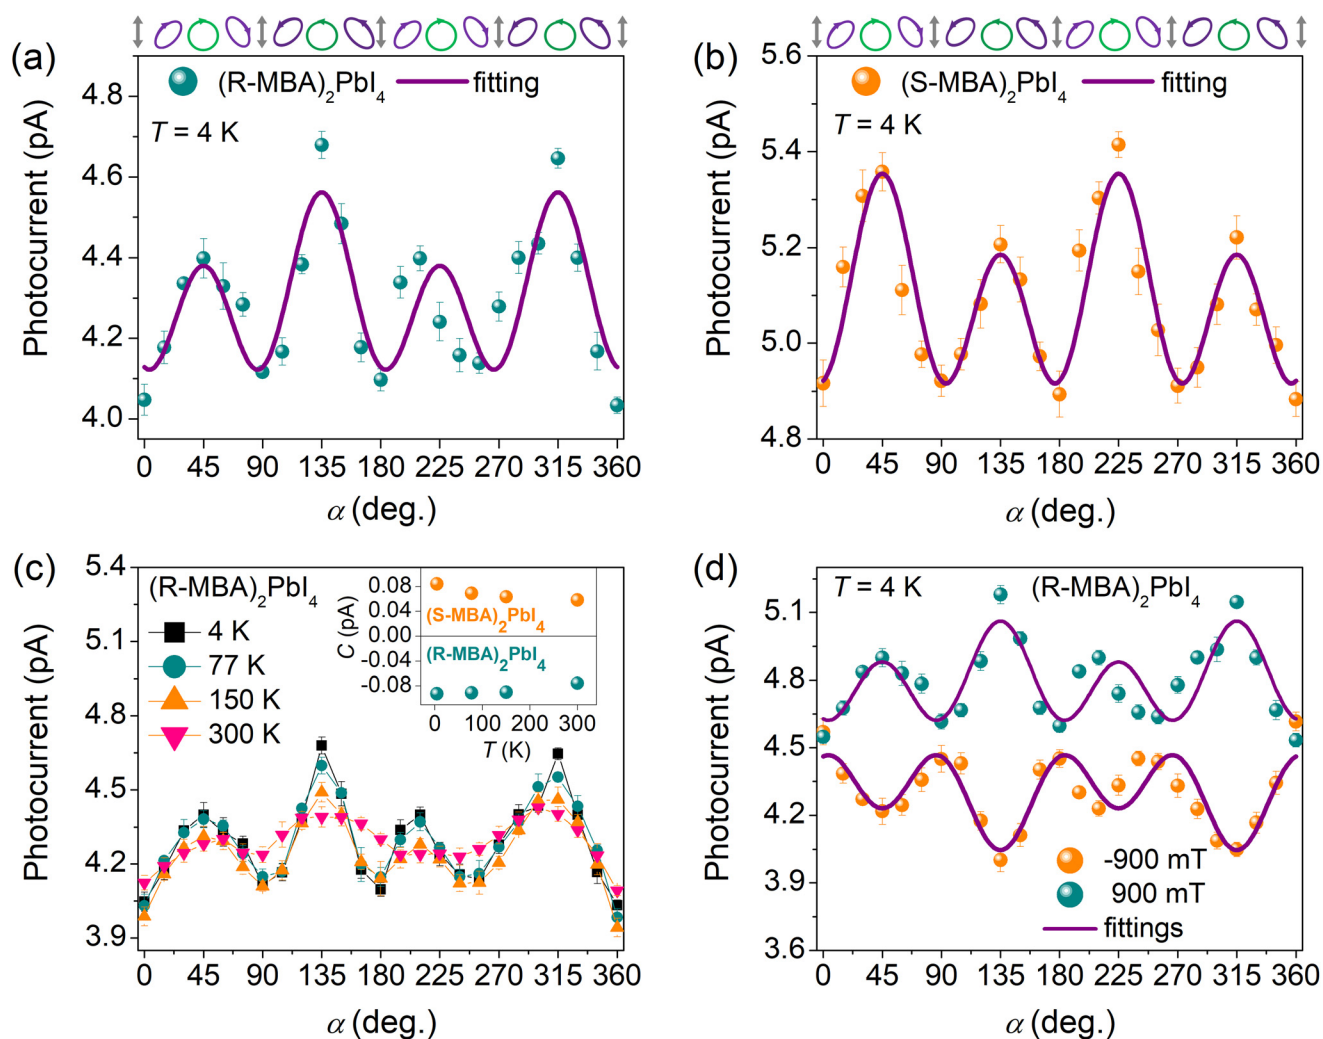 (a)
(R-MBA)₂PbI₄ fitting
T = 4 K
Photocurrent (pA)
4.8
4.6
4.4
4.2
4.0
0 45 90 135 180 225 270 315 360
α (deg.)
(b)
(S-MBA)₂PbI₄ fitting
T = 4 K
Photocurrent (pA)
5.6
5.4
5.2
5.0
4.8
0 45 90 135 180 225 270 315 360
α (deg.)
(c)
(R-MBA)₂PbI₄
4 K
77 K
150 K
300 K
Photocurrent (pA)
5.4
5.1
4.8
4.5
4.2
3.9
0 45 90 135 180 225 270 315 360
α (deg.)
C (pA)
0.08
0.04
0.00
-0.04
-0.08
(S-MBA)₂PbI₄
(R-MBA)₂PbI₄
0 100 200 300
T (K)
(d)
T = 4 K (R-MBA)₂PbI₄
Photocurrent (pA)
5.1
4.8
4.5
4.2
3.9
3.6
-900 mT
900 mT
fittings
0 45 90 135 180 225 270 315 360
α (deg.)